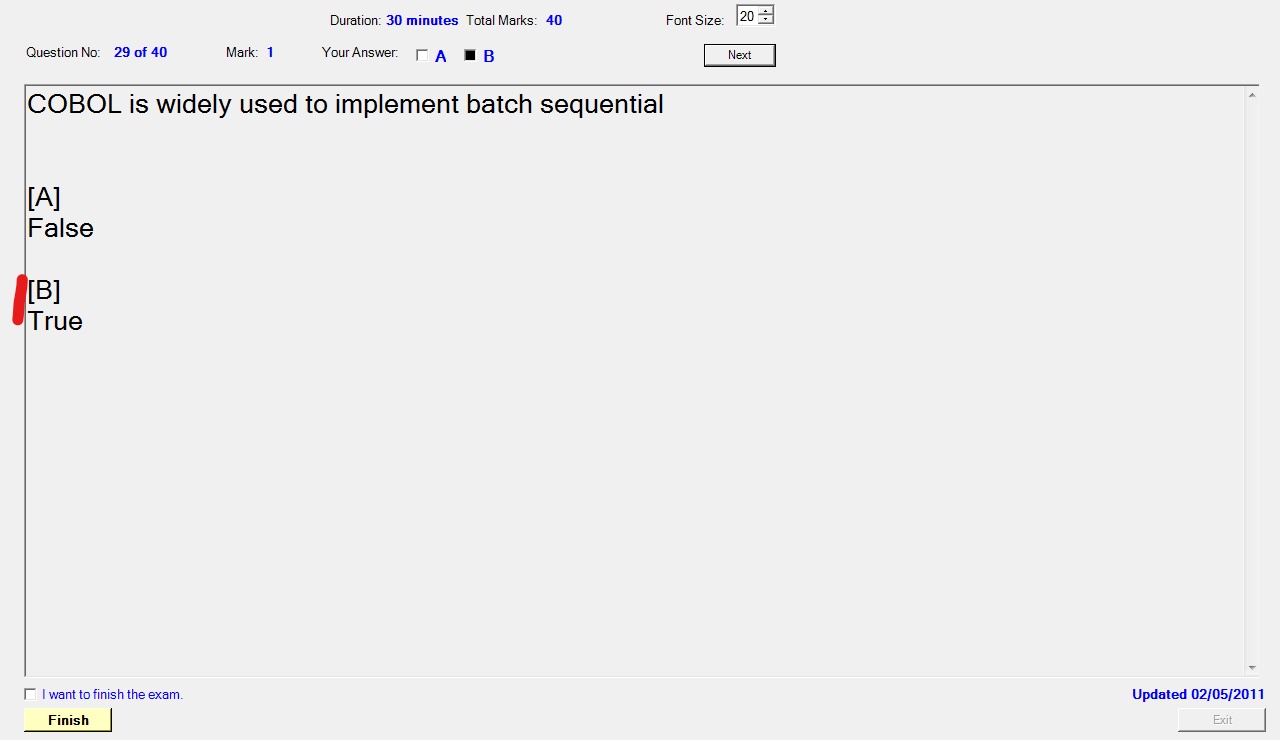 Duration: 30 minutes Total Marks: 40 Font Size: 20
Question No: 29 of 40 Mark: 1 Your Answer: A B Next
COBOL is widely used to implement batch sequential
[A]
False
[B]
True
I want to finish the exam.
Updated 02/05/2011
Finish
Exit